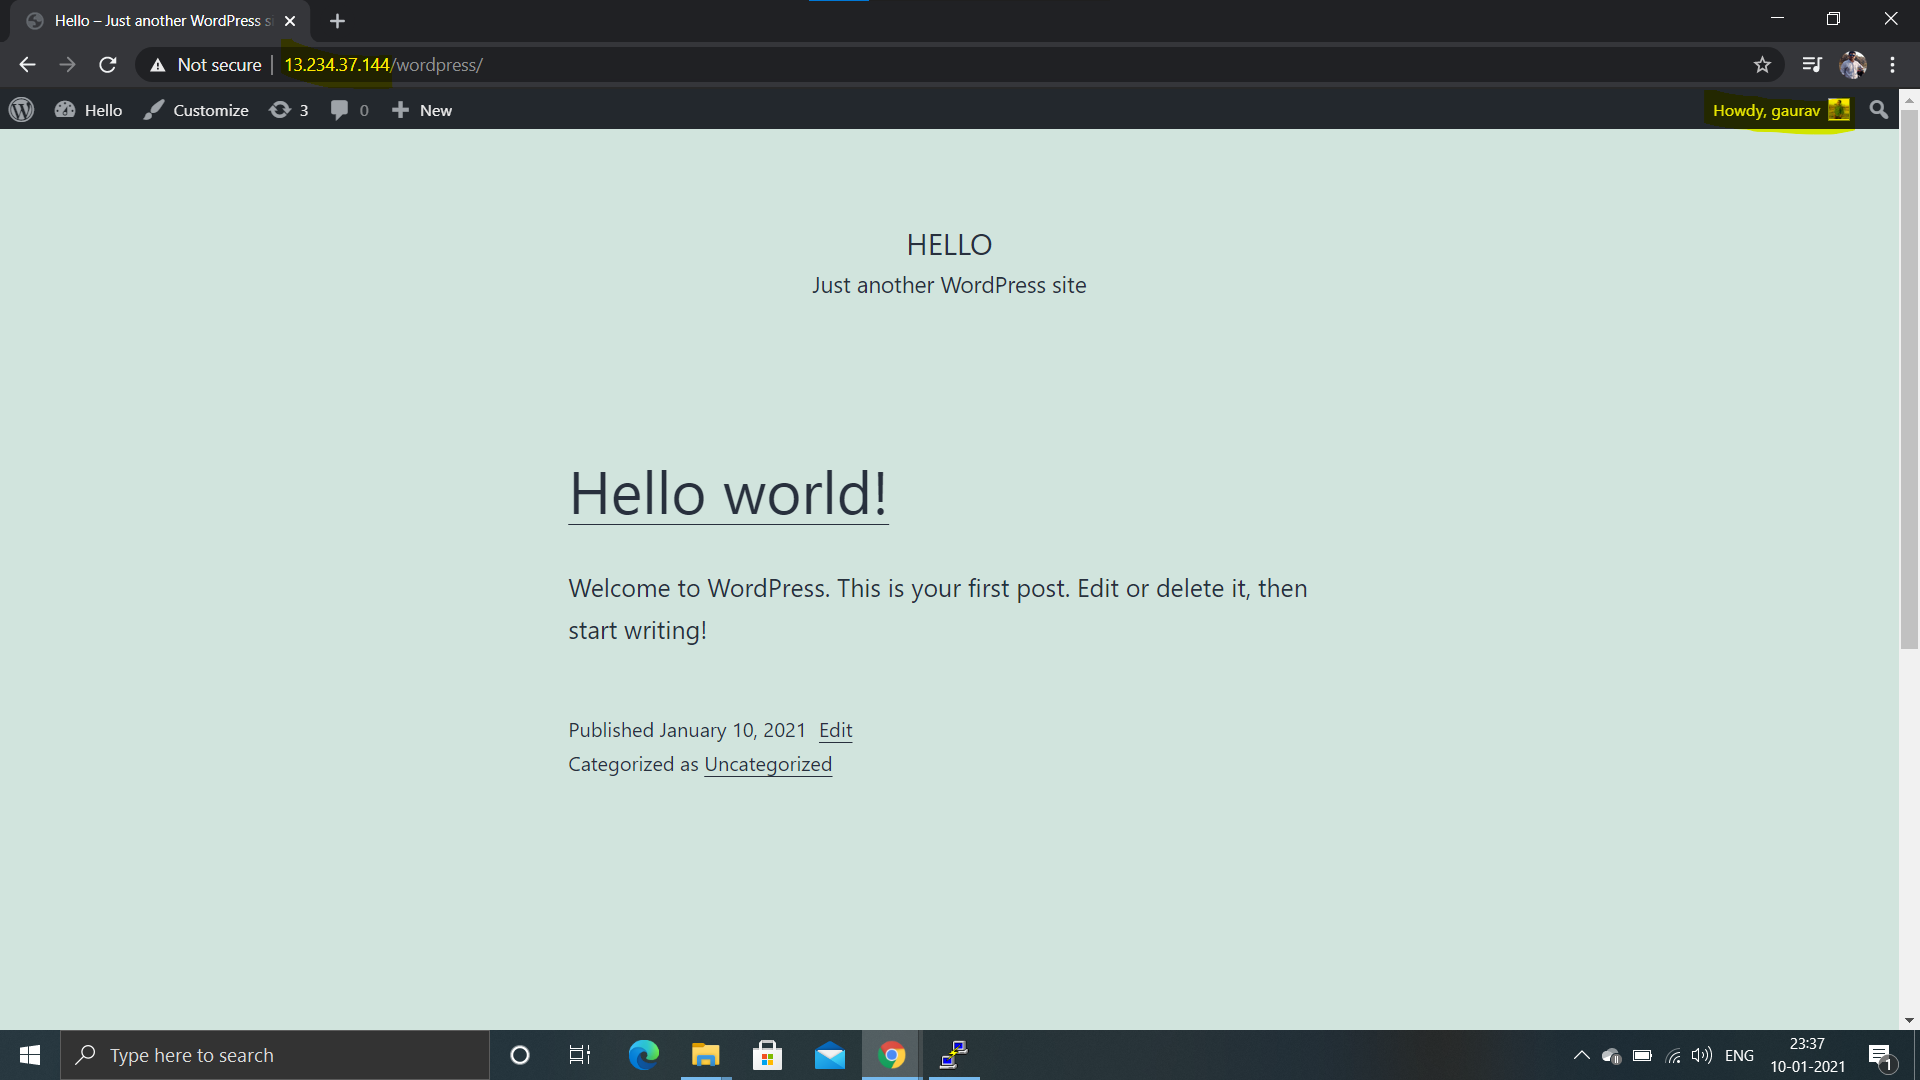 Hello – Just another WordPress si
Not secure | 13.234.37.144/wordpress/
Hello Customize 3 0 New Howdy, gaurav
HELLO
Just another WordPress site
Hello world!
Welcome to WordPress. This is your first post. Edit or delete it, then
start writing!
Published January 10, 2021 Edit
Categorized as Uncategorized
Type here to search
ENG
23:37
10-01-2021
1